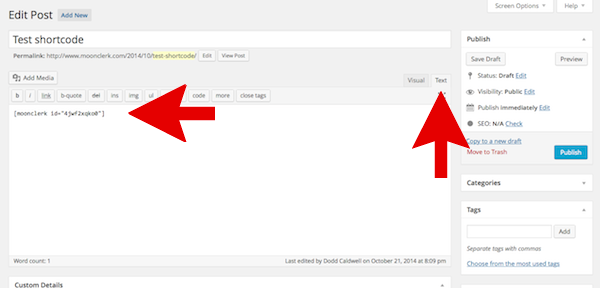 Screen Options Help
Edit Post Add New
Test shortcode
Permalink: http://www.moonclerk.com/2014/10/test-shortcode/ Edit View Post
Add Media
Visual Text
b i link b-quote del ins img ul code more close tags
[moonclerk id="4jwf2xqko0"]
Word count: 1
Last edited by Dodd Caldwell on October 21, 2014 at 8:09 pm
Custom Details
Publish
Save Draft Preview
Status: Draft Edit
Visibility: Public Edit
Publish immediately Edit
SEO: N/A Check
Copy to a new draft
Move to Trash Publish
Categories
Tags
Add
Separate tags with commas
Choose from the most used tags